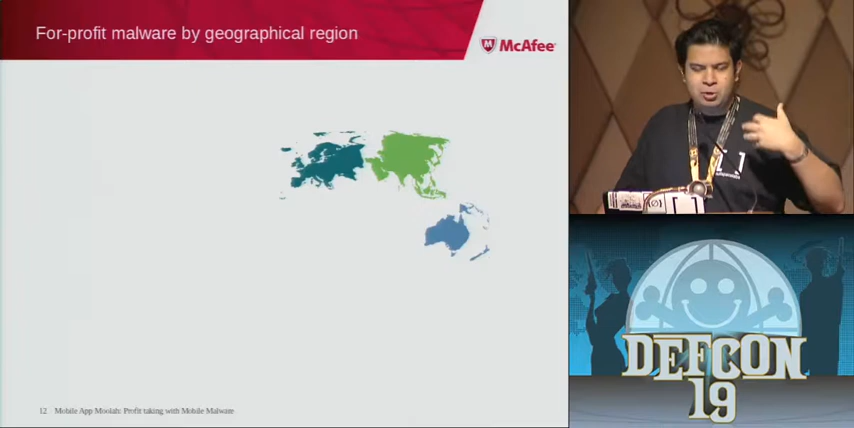 For-profit malware by geographical region
McAfee
12 Mobile App Moolah: Profit taking with Mobile Malware
DEFCON
19